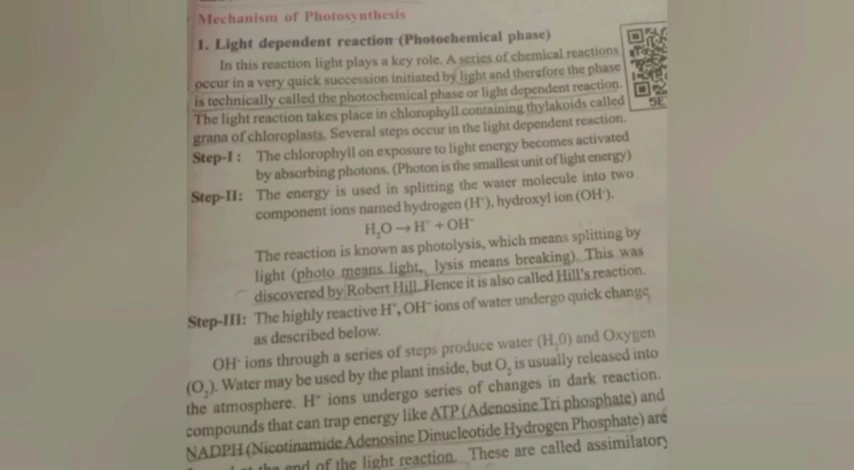 Mechanism of Photosynthesis
1. Light dependent reaction (Photochemical phase)
In this reaction light plays a key role. A series of chemical reactions
occur in a very quick succession initiated by light and therefore the phase
is technically called the photochemical phase or light dependent reaction.
The light reaction takes place in chlorophyll containing thylakoids called
grana of chloroplasts. Several steps occur in the light dependent reaction.
Step-I: The chlorophyll on exposure to light energy becomes activated
by absorbing photons. (Photon is the smallest unit of light energy)
Step-II: The energy is used in splitting the water molecule into two
component ions named hydrogen (H⁺), hydroxyl ion (OH⁻).
H₂O → H⁺ + OH⁻
The reaction is known as photolysis, which means splitting by
light (photo means light, lysis means breaking). This was
discovered by Robert Hill. Hence it is also called Hill's reaction.
Step-III: The highly reactive H⁺, OH⁻ ions of water undergo quick change
as described below.
OH⁻ ions through a series of steps produce water (H₂0) and Oxygen
(O₂). Water may be used by the plant inside, but O₂ is usually released into
the atmosphere. H⁺ ions undergo series of changes in dark reaction.
compounds that can trap energy like ATP (Adenosine Tri phosphate) and
NADPH (Nicotinamide Adenosine Dinucleotide Hydrogen Phosphate) are
the end of the light reaction. These are called assimilatory